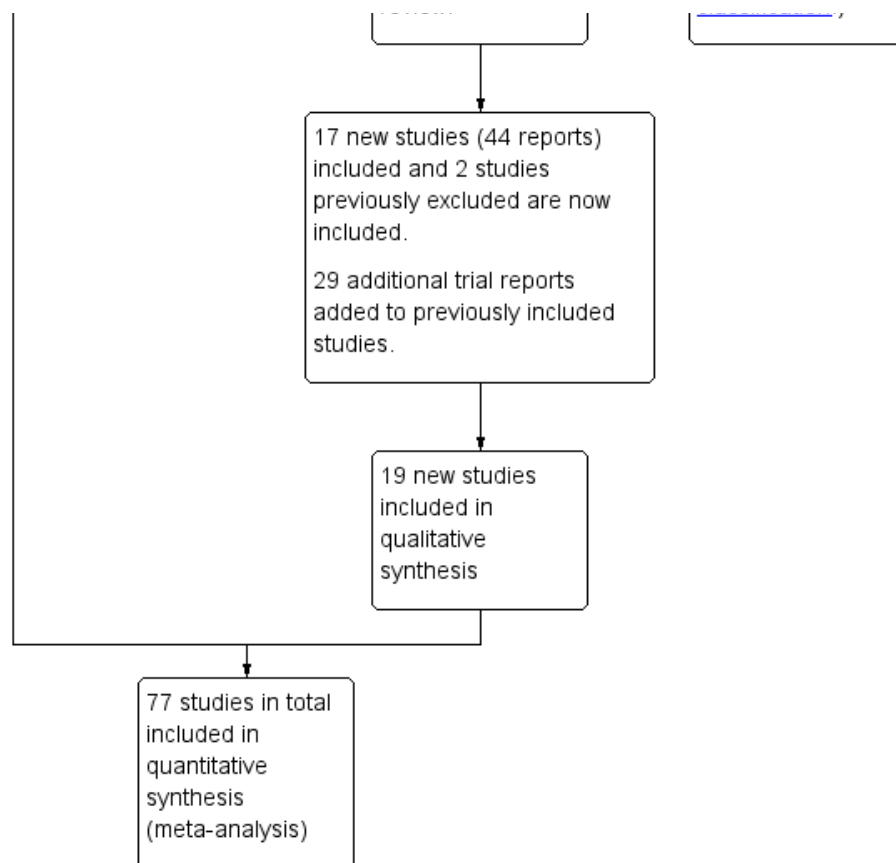 17 new studies (44 reports)
included and 2 studies
previously excluded are now
included.
29 additional trial reports
added to previously included
studies.
19 new studies
included in
qualitative
synthesis
77 studies in total
included in
quantitative
synthesis
(meta-analysis)